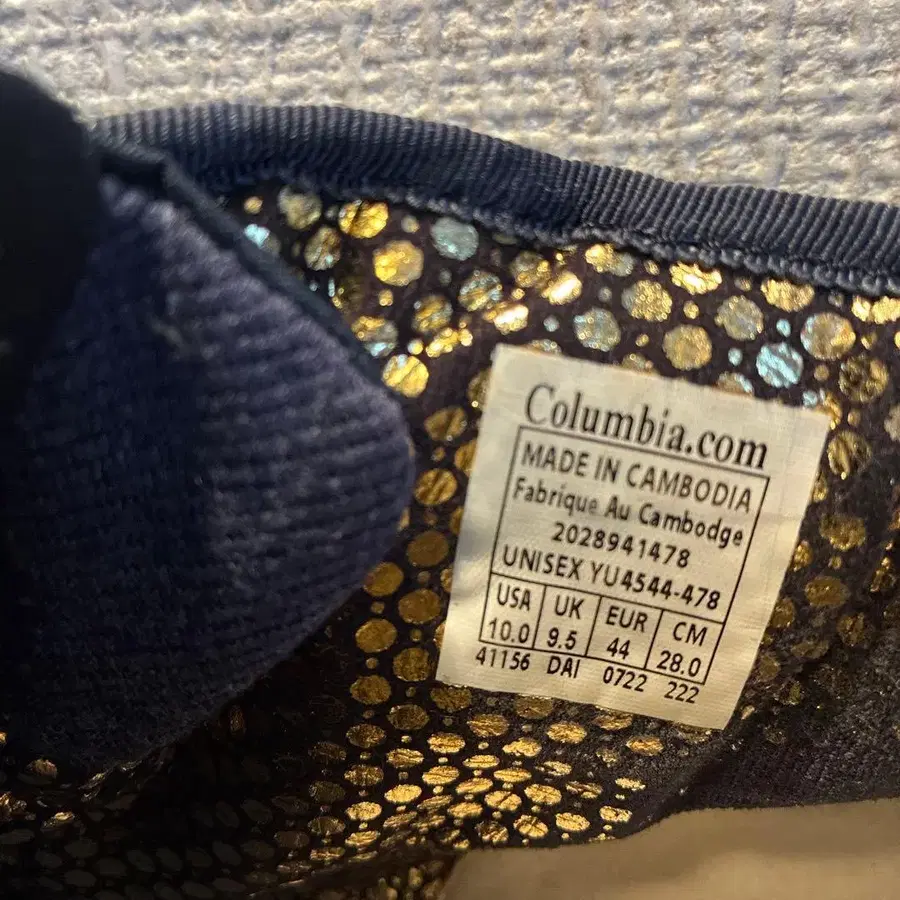 Columbia.com
MADE IN CAMBODIA
Fabrique Au Cambodge
2028941478
UNISEX YU4544-478
USA UK EUR CM
10.0 9.5 44 28.0
41156 DAI 0722 222